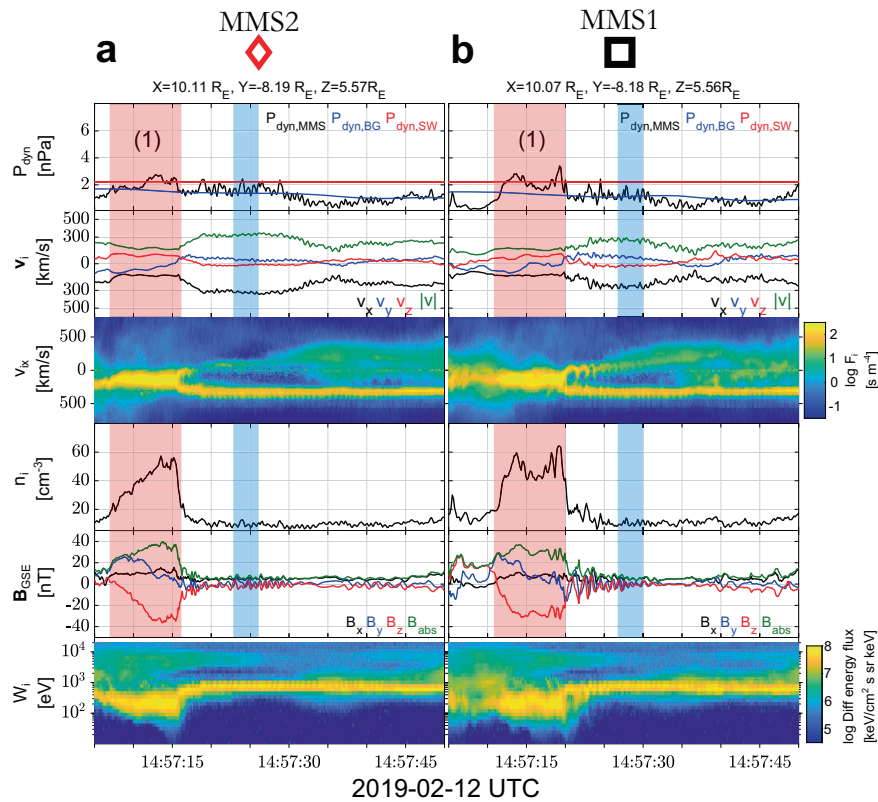 a MMS2
b MMS1
X=10.11 R_E, Y=-8.19 R_E, Z=5.57R_E
X=10.07 R_E, Y=-8.18 R_E, Z=5.56R_E
P_dyn [nPa]
8
6
4
2
(1) P_dyn,MMS P_dyn,BG P_dyn,SW
(1) P_dyn,MMS P_dyn,BG P_dyn,SW
v_i [km/s]
500
300
0
300
500
v_x v_y v_z |v|
v_x v_y v_z |v|
v_ix [km/s]
500
0
500
2
1
0
-1
log F_i [s m^-4]
n_i [cm^-3]
60
40
20
B_GSE [nT]
40
20
0
-20
-40
B_x B_y B_z B_abs
B_x B_y B_z B_abs
W_i [eV]
10^4
10^3
10^2
8
7
6
5
log Diff energy flux [keV/cm^2 s sr keV]
14:57:15 14:57:30 14:57:45 14:57:15 14:57:30 14:57:45
2019-02-12 UTC